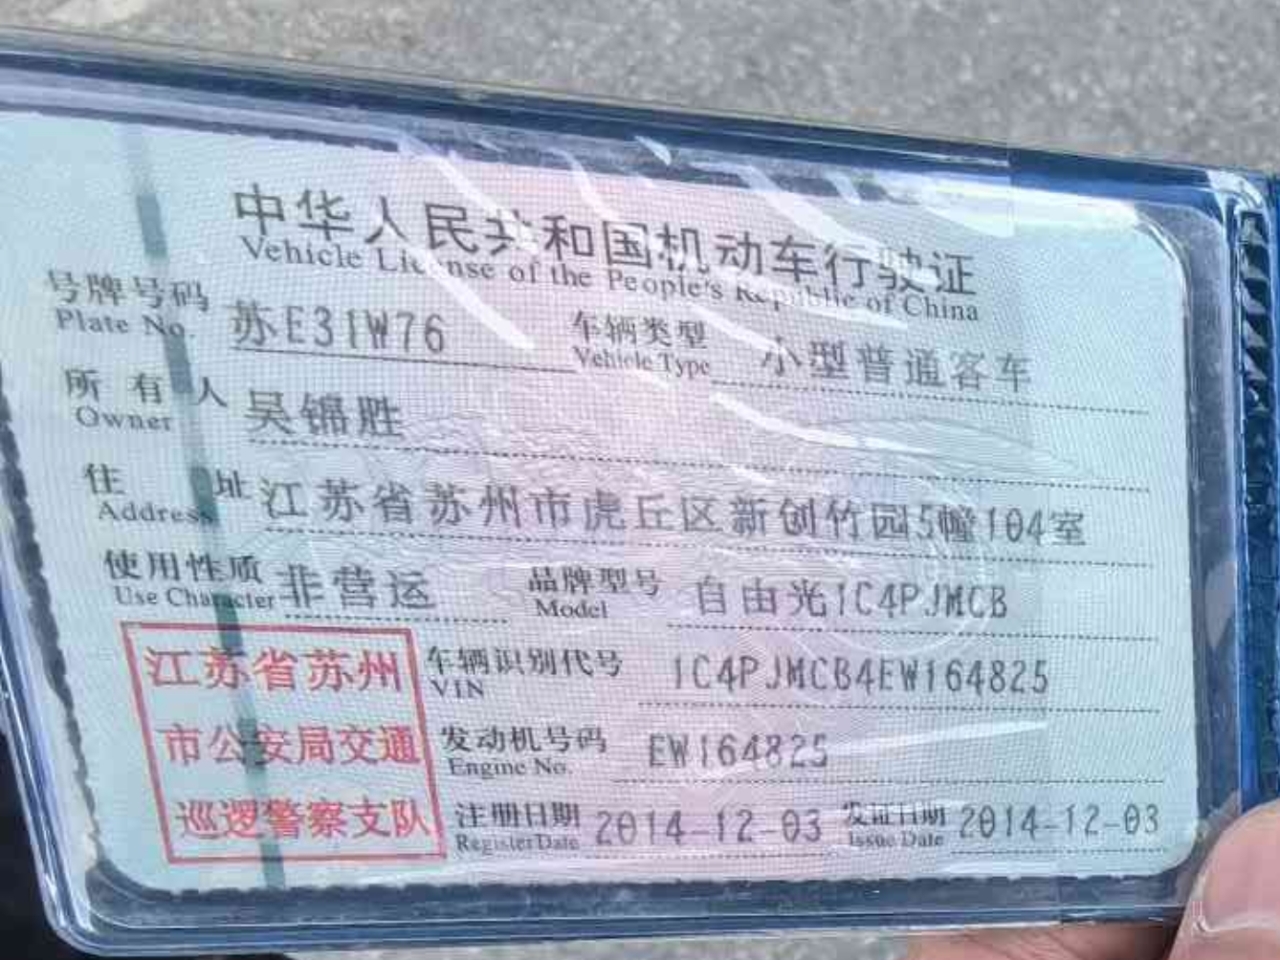 中华人民共和国机动车行驶证
Vehicle License of the People's Republic of China
号牌号码 苏E31W76 车辆类型 小型普通客车
Plate No. Vehicle Type
所有人 吴锦胜
Owner
住址 江苏省苏州市虎丘区新创竹园5幢104室
Address
使用性质 非营运 品牌型号 自由光1C4PJMCB
Use Character Model
江苏省苏州
市公安局交通
巡逻警察支队
车辆识别代号 1C4PJMCB4EW164825
VIN
发动机号码 EW164825
Engine No.
注册日期 2014-12-03 发证日期 2014-12-03
Register Date Issue Date